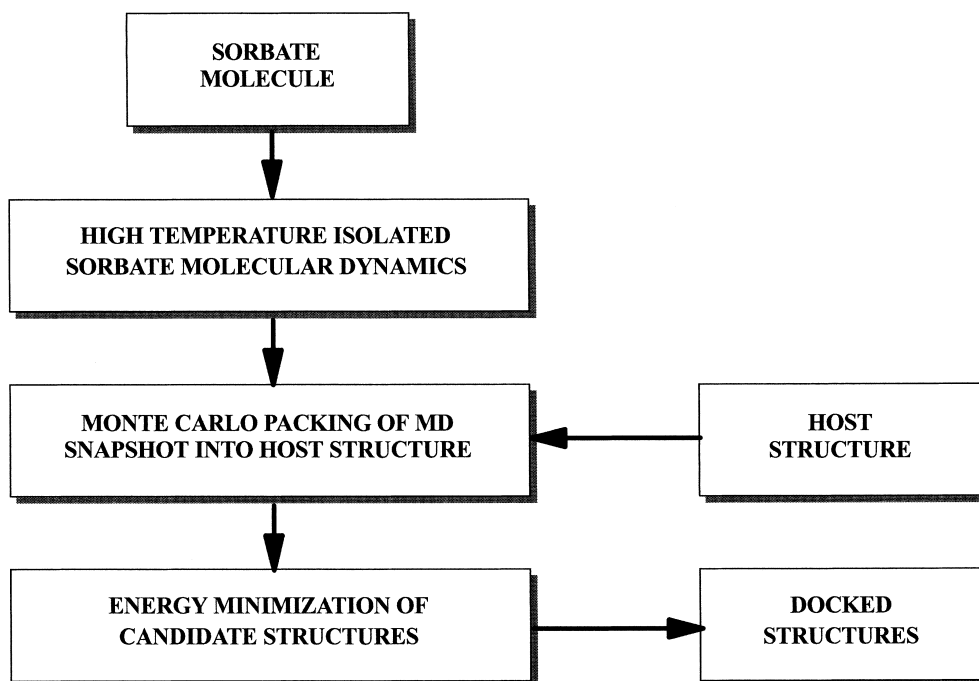 SORBATE
MOLECULE
HIGH TEMPERATURE ISOLATED
SORBATE MOLECULAR DYNAMICS
MONTE CARLO PACKING OF MD
SNAPSHOT INTO HOST STRUCTURE
HOST
STRUCTURE
ENERGY MINIMIZATION OF
CANDIDATE STRUCTURES
DOCKED
STRUCTURES